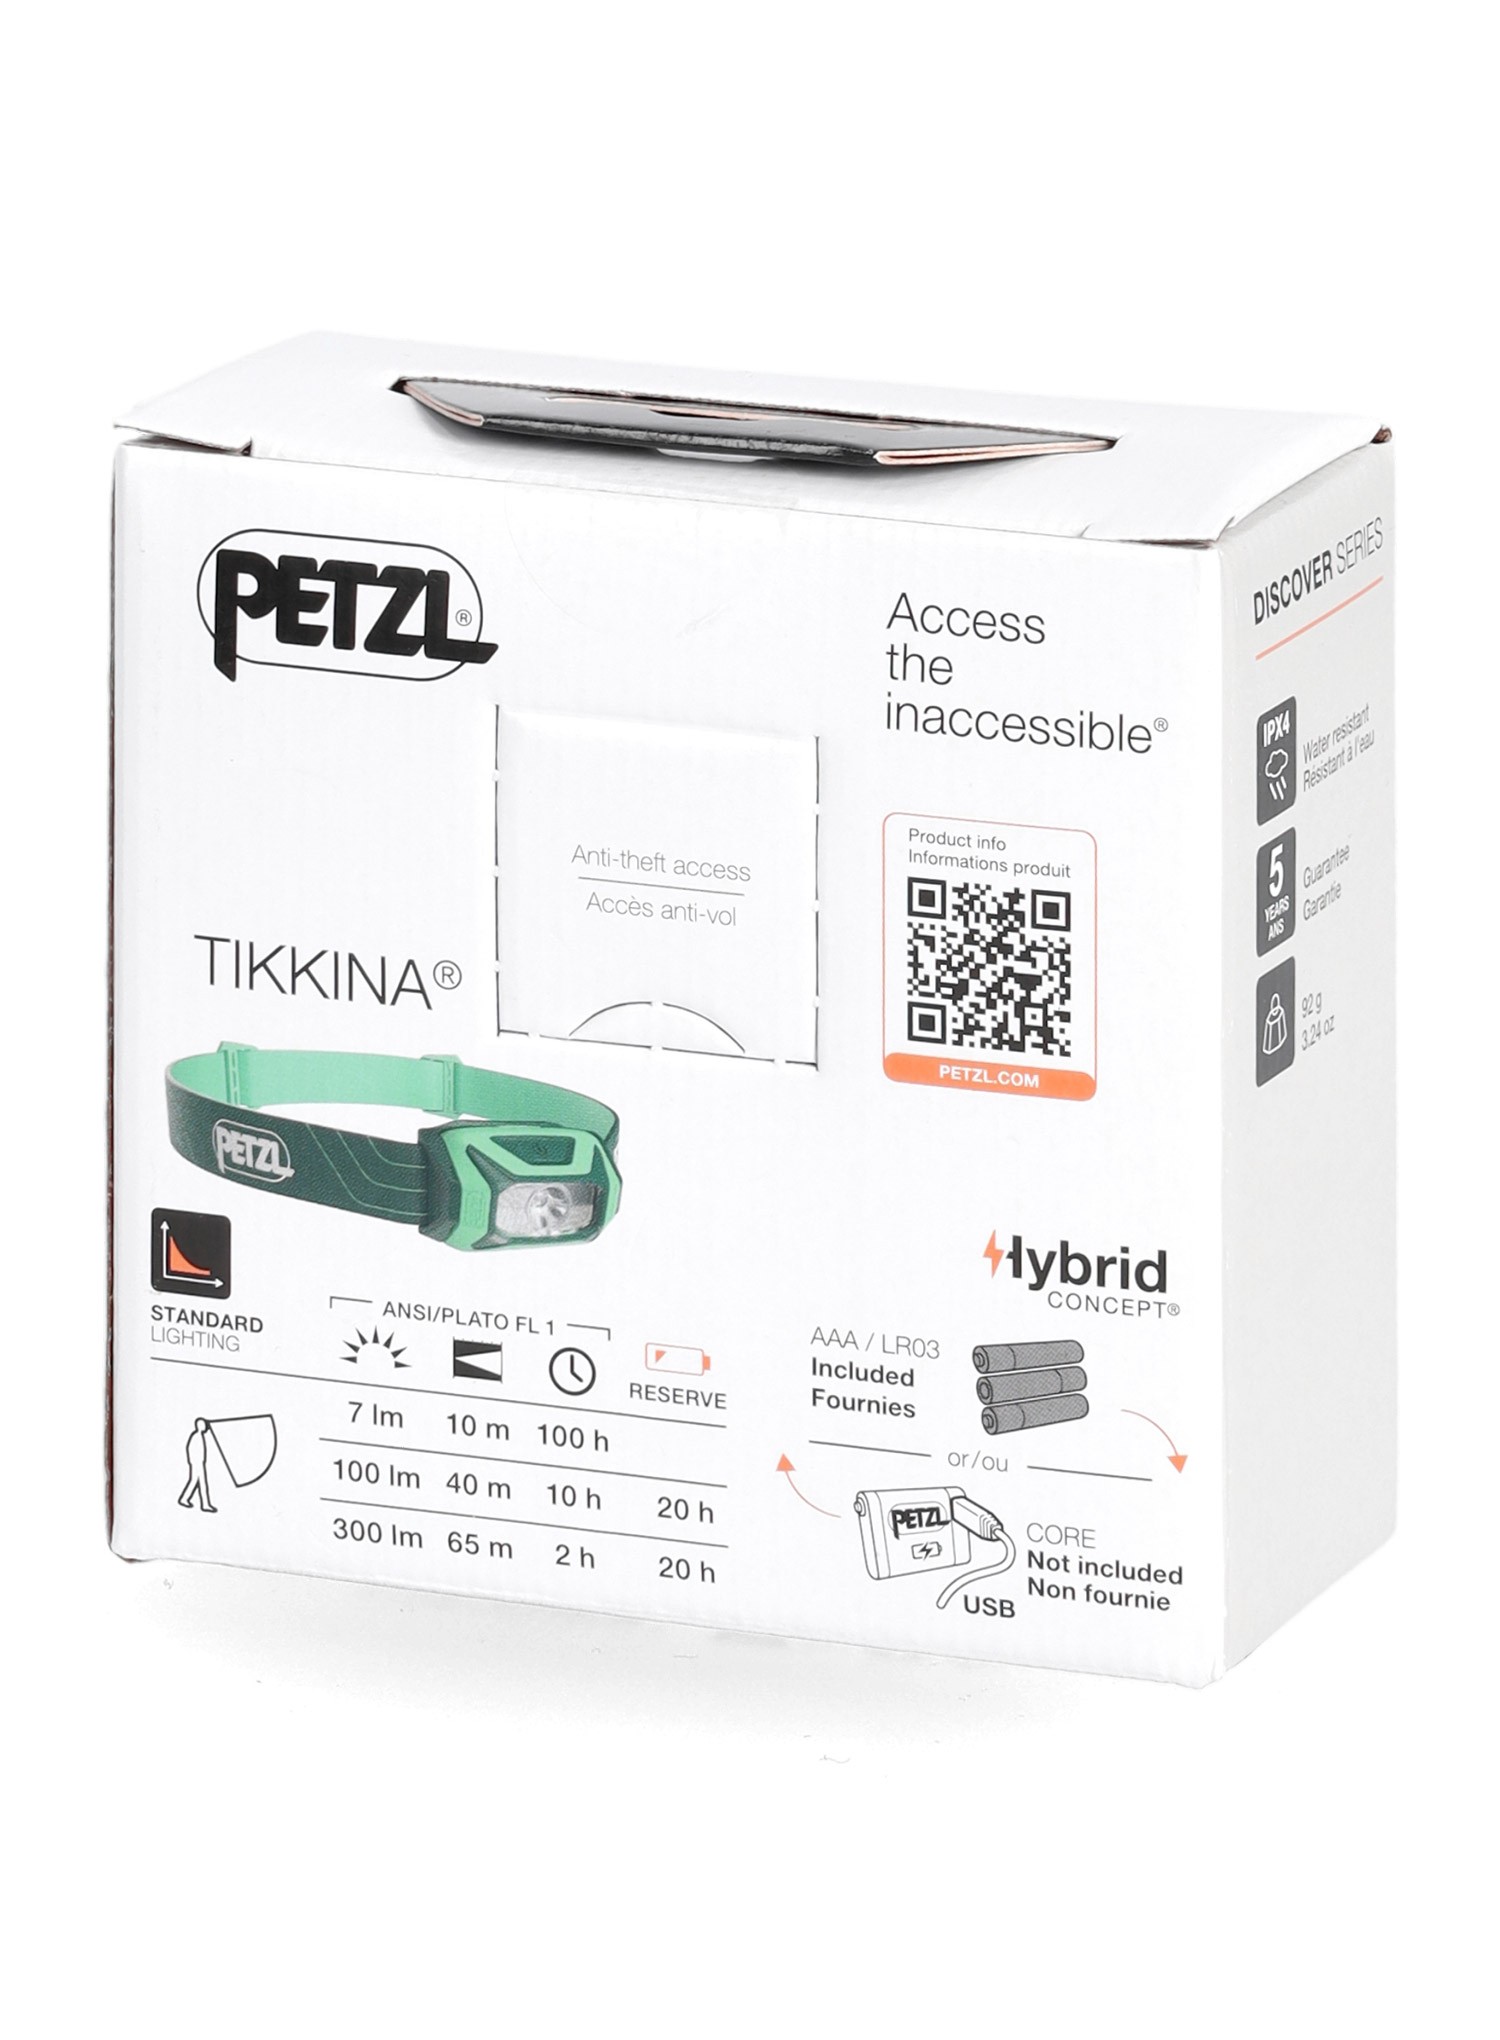 PETZL®
Access
the
inaccessible®
Anti-theft access
Accès anti-vol
Product info
Informations produit
PETZL.COM
TIKKINA®
PETZL
STANDARD
LIGHTING
ANSI/PLATO FL 1
RESERVE
7 lm 10 m 100 h
100 lm 40 m 10 h 20 h
300 lm 65 m 2 h 20 h
Hybrid
CONCEPT®
AAA / LR03
Included
Fournies
or/ou
PETZL
CORE
Not included
Non fournie
USB
DISCOVER SERIES
IPX4
Water resistant
Résistant à l'eau
5
YEARS
ANS
Guarantee
Garantie
92 g
3.24 oz